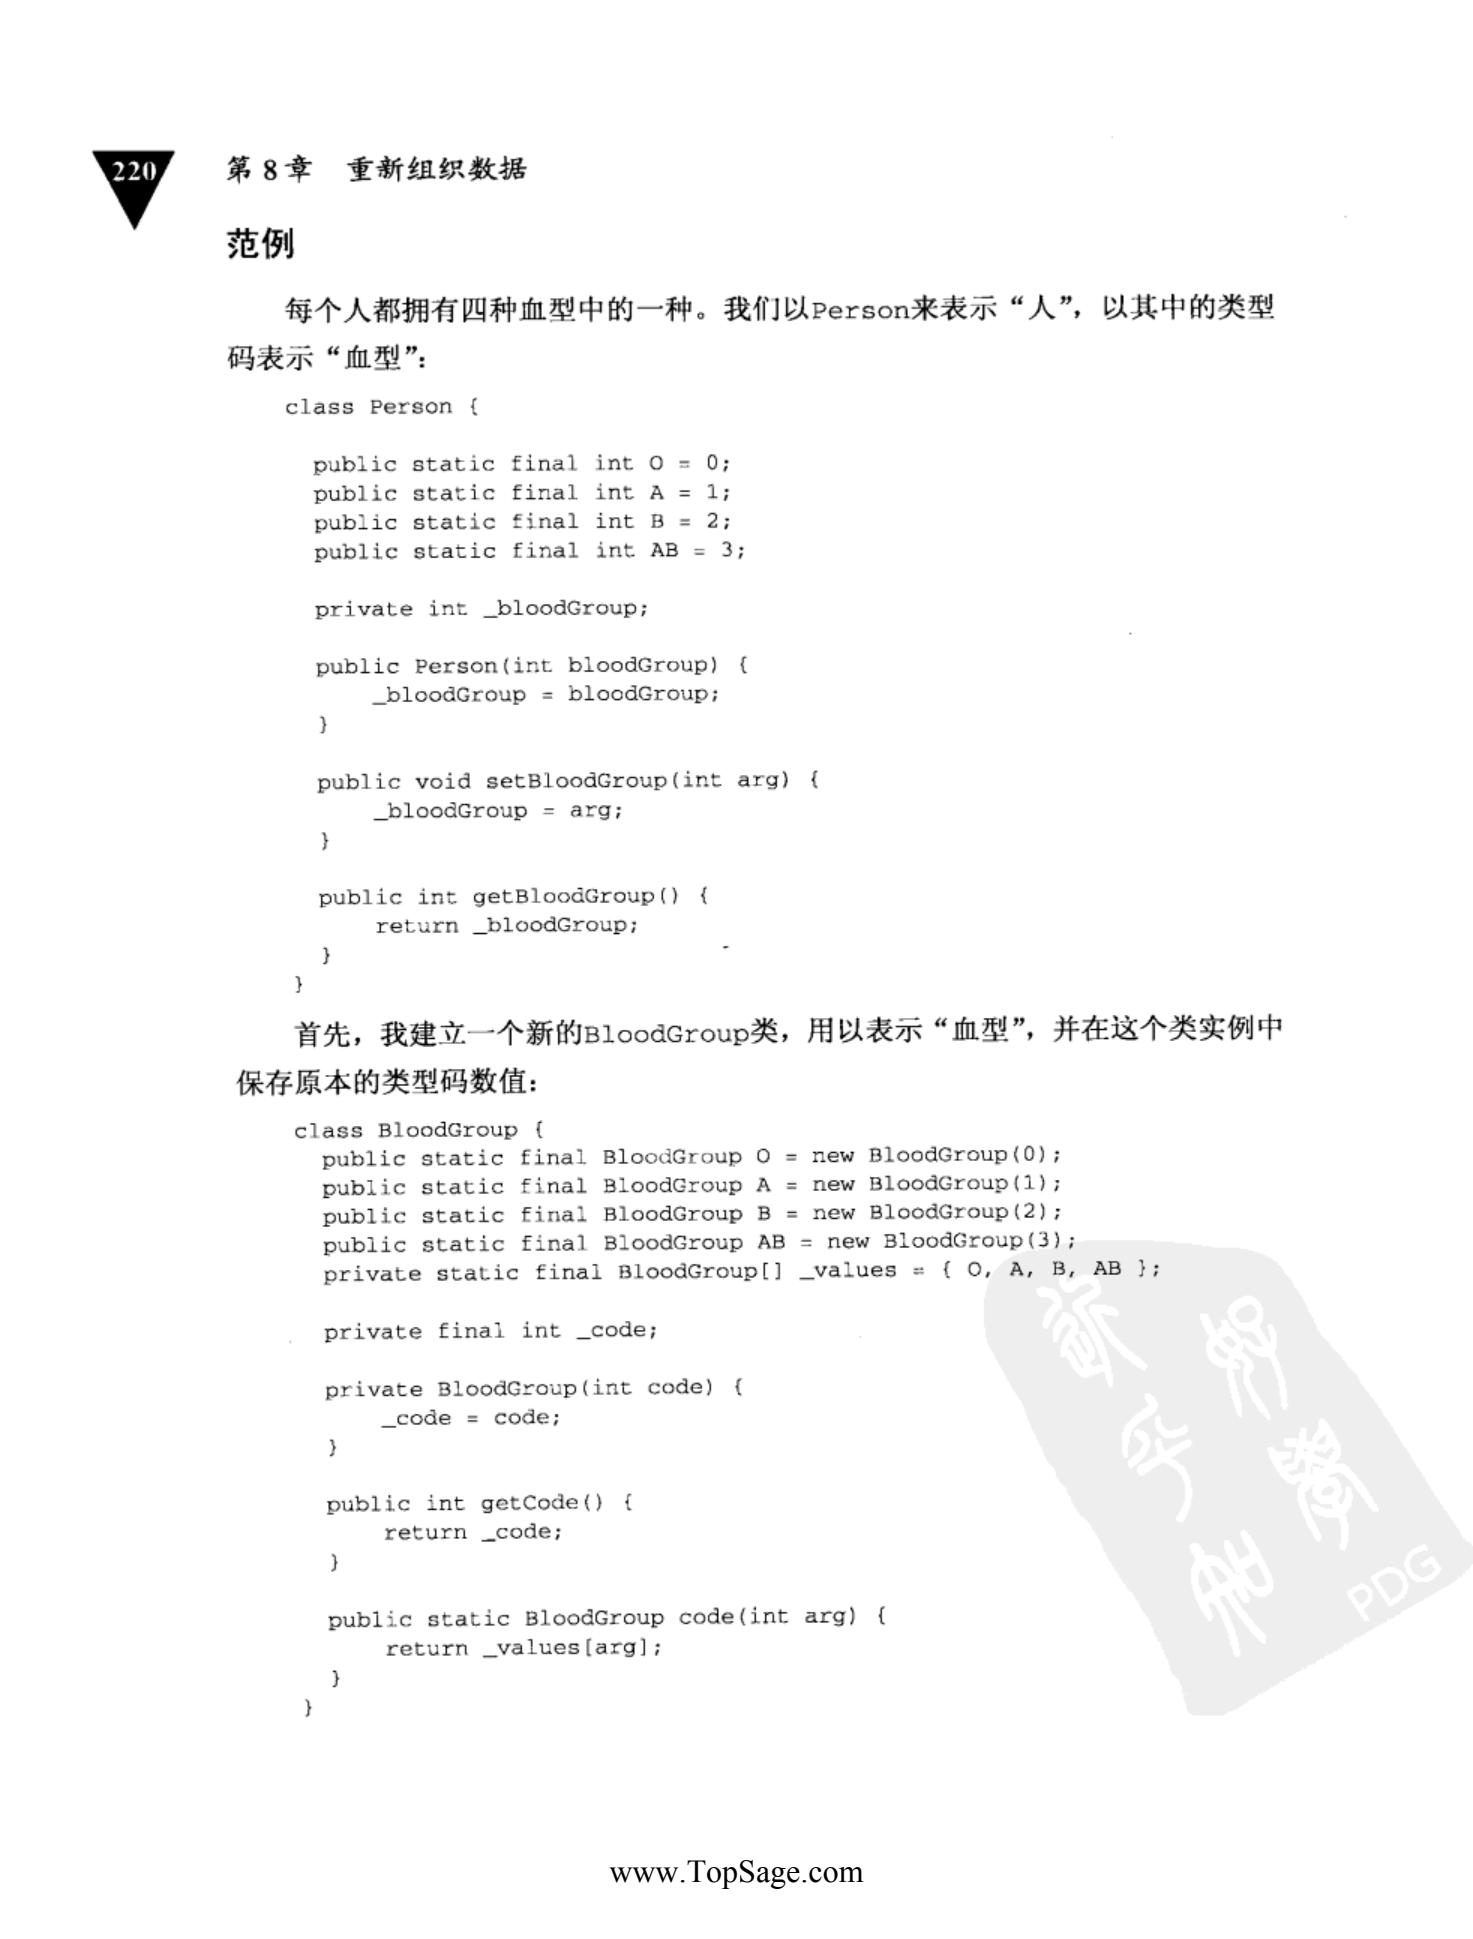 220
第 8 章 重新组织数据
范例
每个人都拥有四种血型中的一种。我们以Person来表示“人”，以其中的类型
码表示“血型”：
class Person {
public static final int O = 0;
public static final int A = 1;
public static final int B = 2;
public static final int AB = 3;
private int _bloodGroup;
public Person(int bloodGroup) {
_bloodGroup = bloodGroup;
}
public void setBloodGroup(int arg) {
_bloodGroup = arg;
}
public int getBloodGroup() {
return _bloodGroup;
}
}
首先，我建立一个新的BloodGroup类，用以表示“血型”，并在这个类实例中
保存原本的类型码数值：
class BloodGroup {
public static final BloodGroup O = new BloodGroup(0);
public static final BloodGroup A = new BloodGroup(1);
public static final BloodGroup B = new BloodGroup(2);
public static final BloodGroup AB = new BloodGroup(3);
private static final BloodGroup[] _values = { O, A, B, AB };
private final int _code;
private BloodGroup(int code) {
_code = code;
}
public int getCode() {
return _code;
}
public static BloodGroup code(int arg) {
return _values[arg];
}
}
PDG
www.TopSage.com